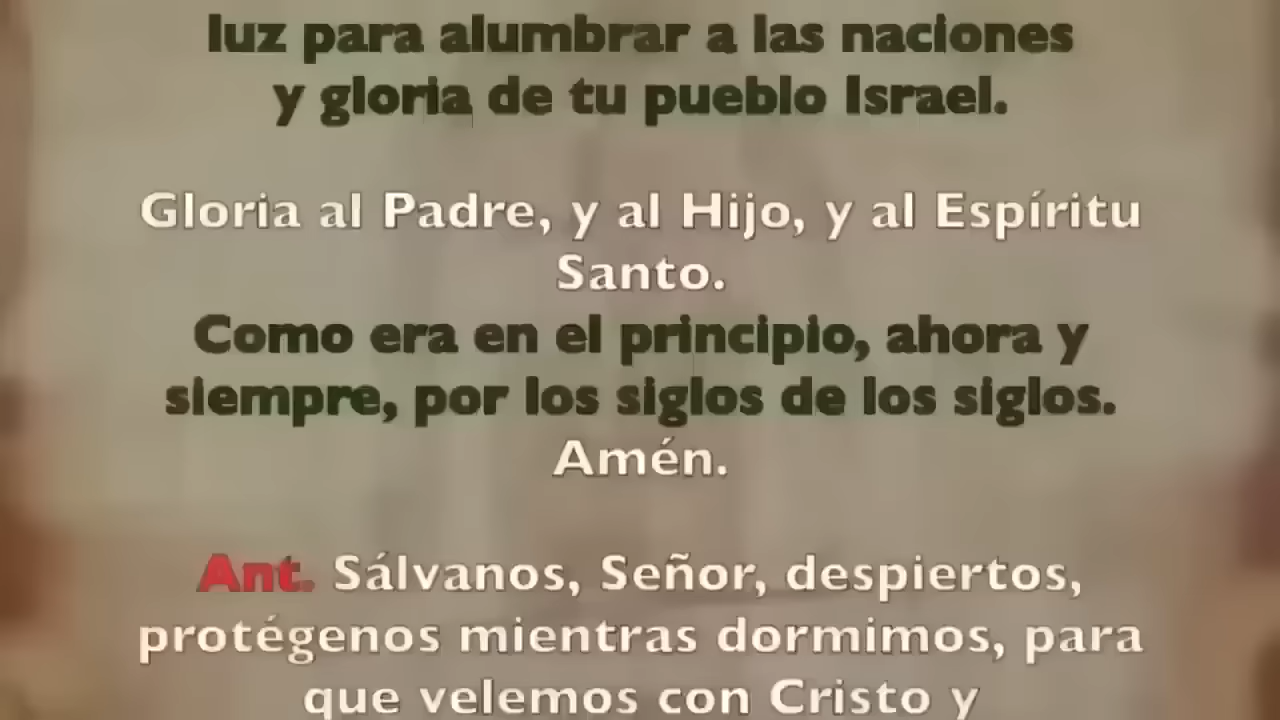 luz para alumbrar a las naciones
y gloria de tu pueblo Israel.
Gloria al Padre, y al Hijo, y al Espíritu
Santo.
Como era en el principio, ahora y
siempre, por los siglos de los siglos.
Amén.
Ant. Sálvanos, Señor, despiertos,
protégenos mientras dormimos, para
que velemos con Cristo y